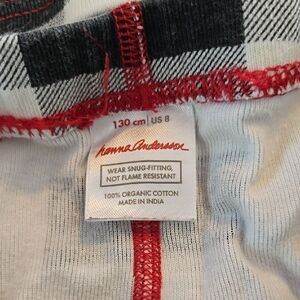 130 cm | US 8
hanna andersson
WEAR SNUG-FITTING,
NOT FLAME RESISTANT
100% ORGANIC COTTON
MADE IN INDIA